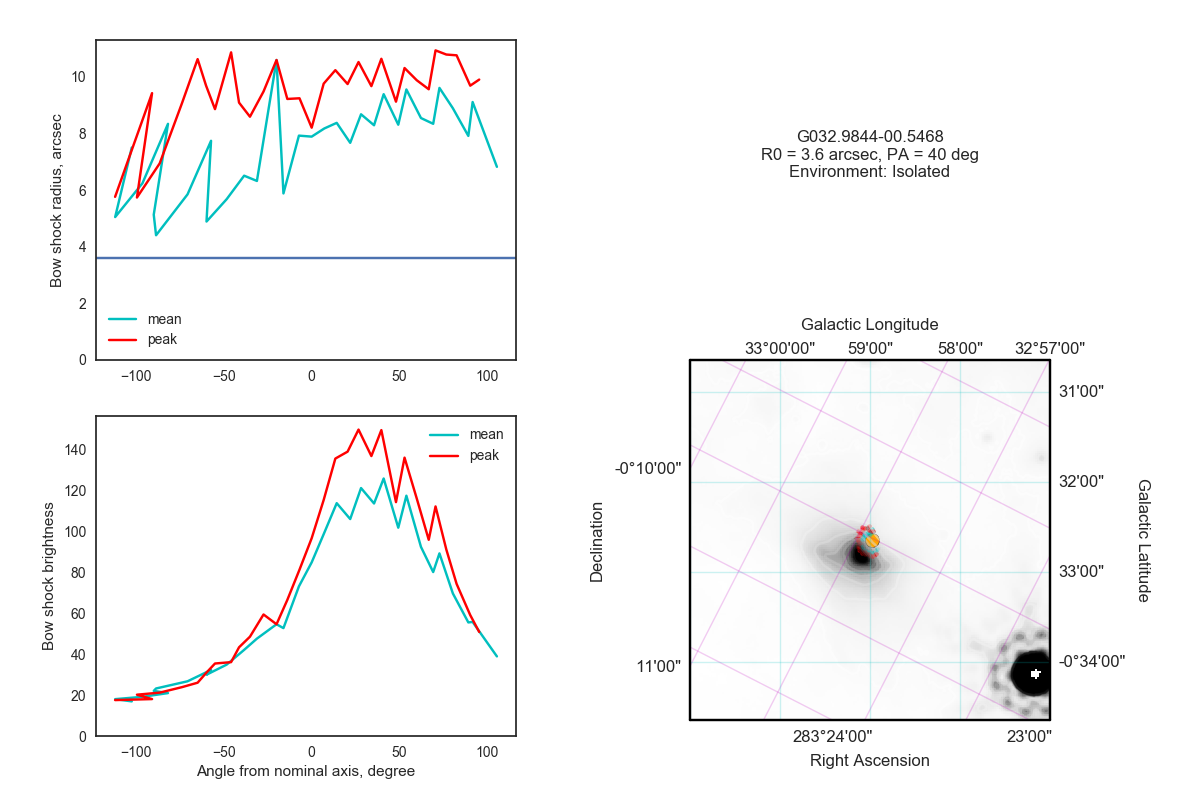 10
8
6
4
2
0
Bow shock radius, arcsec
mean
peak
−100
−50
0
50
100
140
120
100
80
60
40
20
0
Bow shock brightness
mean
peak
−100
−50
0
50
100
Angle from nominal axis, degree
G032.9844-00.5468
R0 = 3.6 arcsec, PA = 40 deg
Environment: Isolated
Galactic Longitude
33°00'00" 59'00" 58'00" 32°57'00"
31'00"
32'00"
33'00"
-0°34'00"
Galactic Latitude
-0°10'00"
11'00"
Declination
283°24'00" 23'00"
Right Ascension